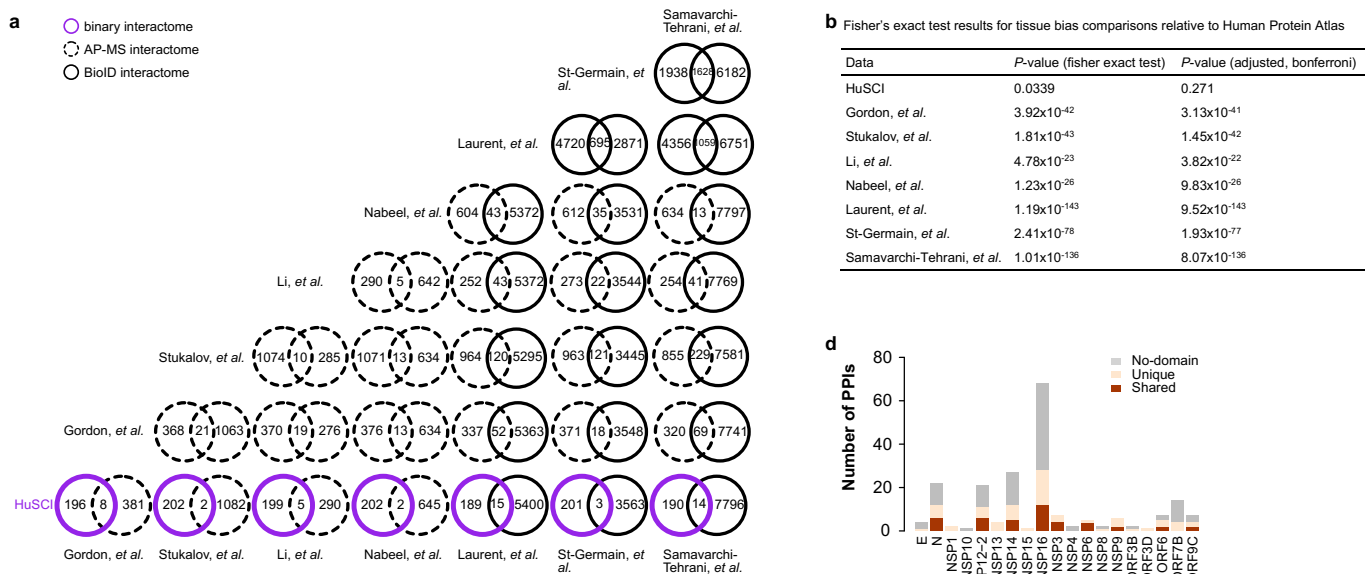 a
binary interactome
AP-MS interactome
BioID interactome
Samavarchi-
Tehrani, et al.
St-Germain, et
al.
1938 1628 6182
Laurent, et al.
4720 695 2871 4356 1059 6751
Nabeel, et al.
604 43 5372 612 35 3531 634 13 7797
Li, et al.
290 5 642 252 43 5372 273 22 3544 254 41 7769
Stukalov, et al.
1074 10 285 1071 13 634 964 120 5295 963 121 3445 855 229 7581
Gordon, et al.
368 21 1063 370 19 276 376 13 634 337 52 5363 371 18 3548 320 69 7741
HuSCI
196 8 381 202 2 1082 199 5 290 202 2 645 189 15 5400 201 3 3563 190 14 7796
Gordon, et al. Stukalov, et al. Li, et al. Nabeel, et al. Laurent, et al. St-Germain, et al. Samavarchi-Tehrani, et al.
b Fisher's exact test results for tissue bias comparisons relative to Human Protein Atlas
Data P-value (fisher exact test) P-value (adjusted, bonferroni)
HuSCI 0.0339 0.271
Gordon, et al. 3.92x10-42 3.13x10-41
Stukalov, et al. 1.81x10-43 1.45x10-42
Li, et al. 4.78x10-23 3.82x10-22
Nabeel, et al. 1.23x10-26 9.83x10-26
Laurent, et al. 1.19x10-143 9.52x10-143
St-Germain, et al. 2.41x10-78 1.93x10-77
Samavarchi-Tehrani, et al. 1.01x10-136 8.07x10-136
d
No-domain
Unique
Shared
Number of PPIs
80
60
40
20
0
E
N
NSP1
NSP10
P12-2
NSP13
NSP14
NSP15
NSP16
NSP3
NSP4
NSP6
NSP8
NSP9
ORF3B
ORF3D
ORF6
ORF7B
ORF9C